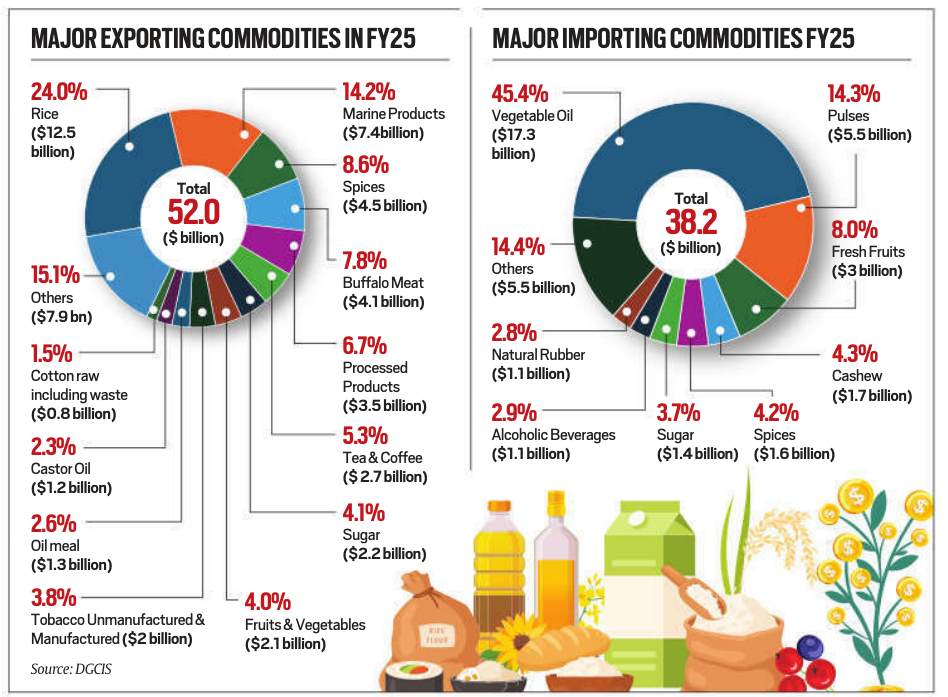 MAJOR EXPORTING COMMODITIES IN FY25
24.0%
Rice
($12.5
billion)
14.2%
Marine Products
($7.4billion)
8.6%
Spices
($4.5 billion)
7.8%
Buffalo Meat
($4.1 billion)
6.7%
Processed
Products
($3.5 billion)
5.3%
Tea & Coffee
($ 2.7 billion)
4.1%
Sugar
($2.2 billion)
4.0%
Fruits & Vegetables
($2.1 billion)
3.8%
Tobacco Unmanufactured &
Manufactured ($2 billion)
2.6%
Oil meal
($1.3 billion)
2.3%
Castor Oil
($1.2 billion)
1.5%
Cotton raw
including waste
($0.8 billion)
15.1%
Others
($7.9 bn)
Total
52.0
($ billion)
Source: DGCIS
MAJOR IMPORTING COMMODITIES FY25
45.4%
Vegetable Oil
($17.3
billion)
14.3%
Pulses
($5.5 billion)
8.0%
Fresh Fruits
($3 billion)
4.3%
Cashew
($1.7 billion)
4.2%
Spices
($1.6 billion)
3.7%
Sugar
($1.4 billion)
2.9%
Alcoholic Beverages
($1.1 billion)
2.8%
Natural Rubber
($1.1 billion)
14.4%
Others
($5.5 billion)
Total
38.2
($ billion)
RICE
FLOUR